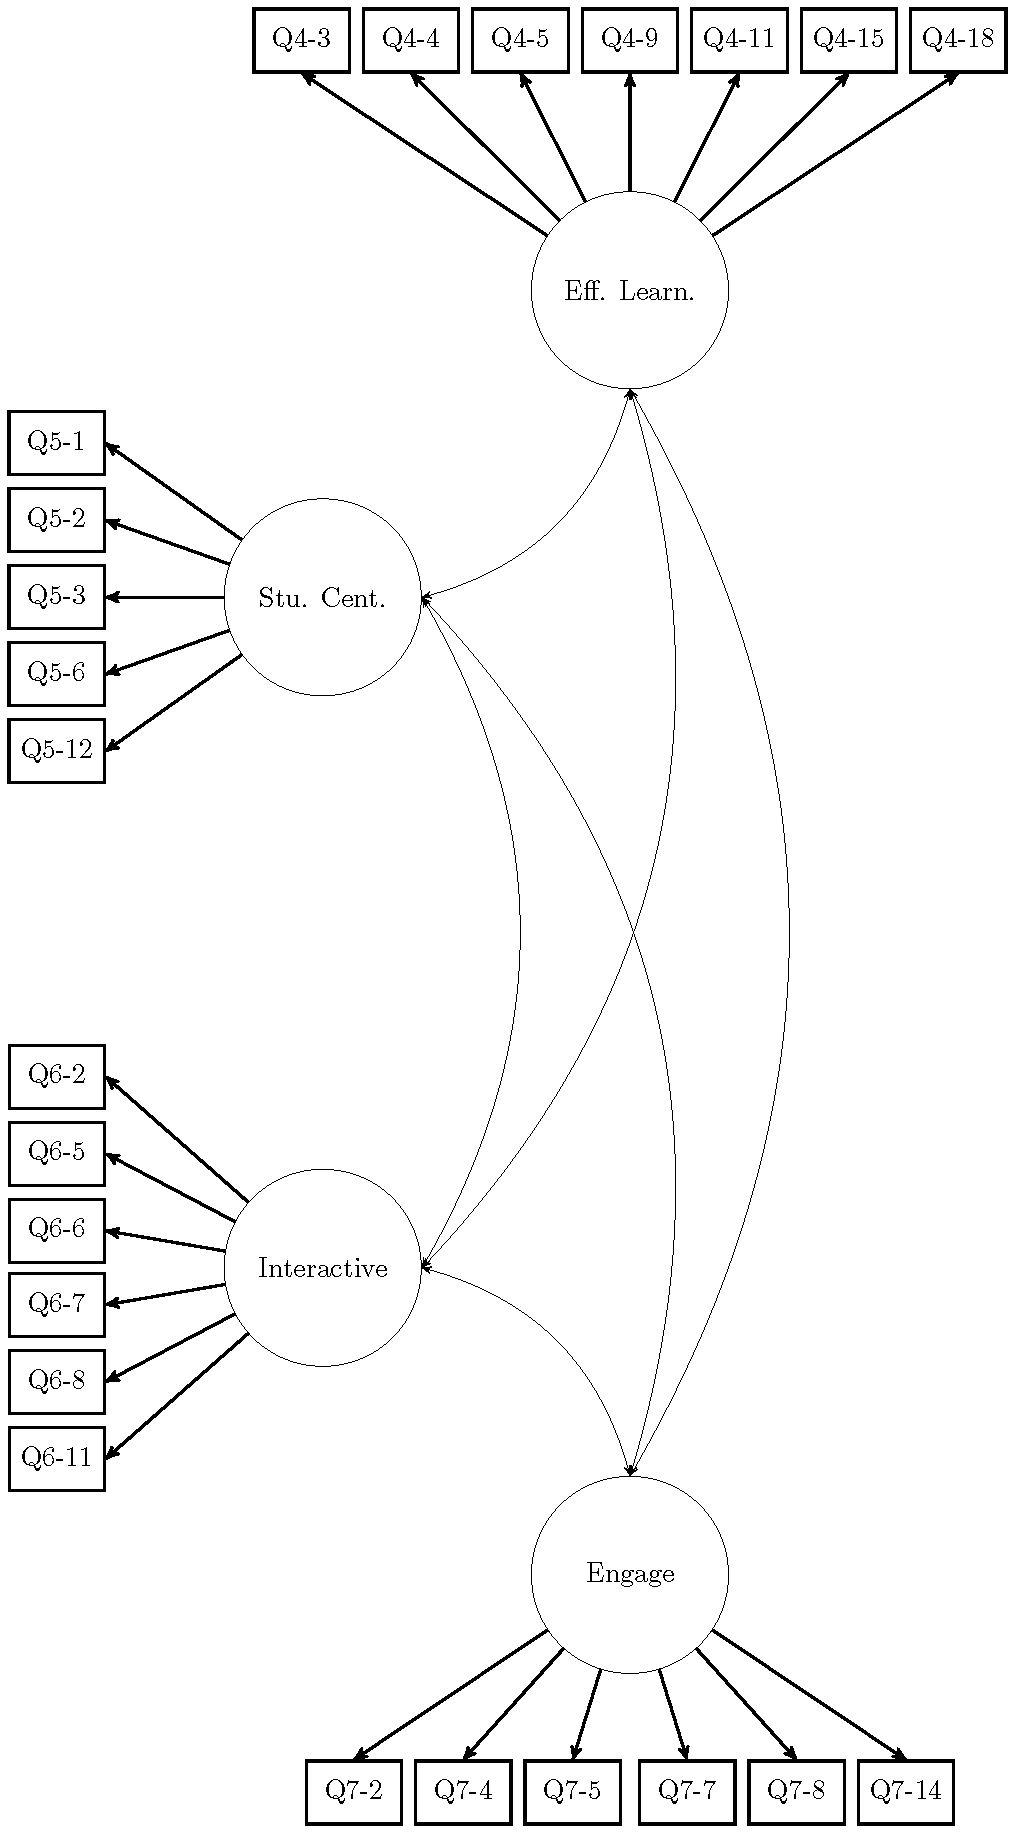 Q4-3 Q4-4 Q4-5 Q4-9 Q4-11 Q4-15 Q4-18
Eff. Learn.
Q5-1
Q5-2
Q5-3
Q5-6
Q5-12
Stu. Cent.
Q6-2
Q6-5
Q6-6
Q6-7
Q6-8
Q6-11
Interactive
Engage
Q7-2 Q7-4 Q7-5 Q7-7 Q7-8 Q7-14